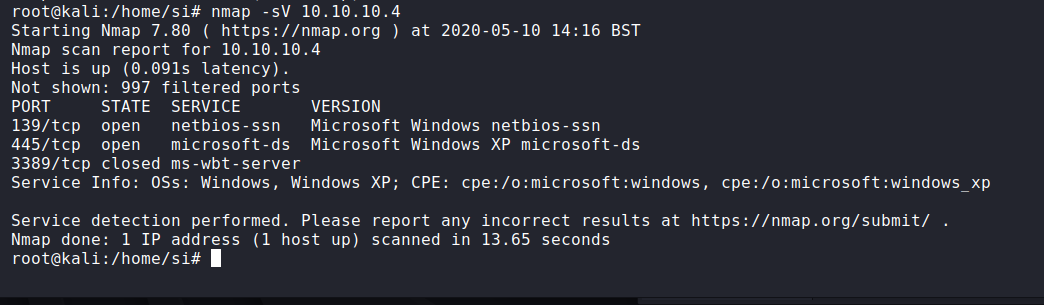 root@kali:/home/si# nmap -sV 10.10.10.4
Starting Nmap 7.80 ( https://nmap.org ) at 2020-05-10 14:16 BST
Nmap scan report for 10.10.10.4
Host is up (0.091s latency).
Not shown: 997 filtered ports
PORT     STATE  SERVICE       VERSION
139/tcp  open   netbios-ssn   Microsoft Windows netbios-ssn
445/tcp  open   microsoft-ds  Microsoft Windows XP microsoft-ds
3389/tcp closed ms-wbt-server
Service Info: OSs: Windows, Windows XP; CPE: cpe:/o:microsoft:windows, cpe:/o:microsoft:windows_xp

Service detection performed. Please report any incorrect results at https://nmap.org/submit/ .
Nmap done: 1 IP address (1 host up) scanned in 13.65 seconds
root@kali:/home/si#